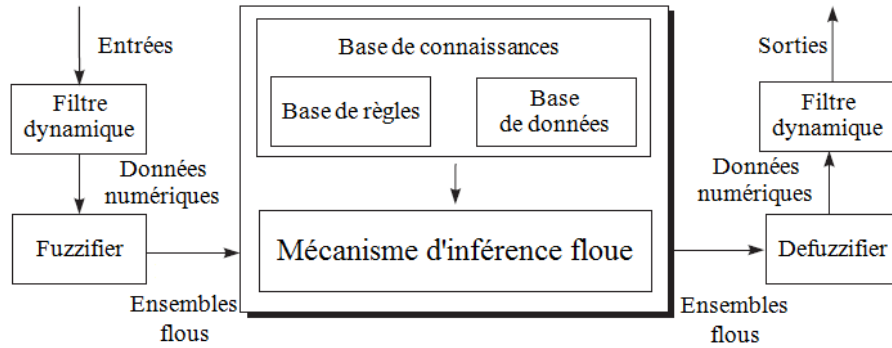 Entrées
Filtre
dynamique
Données
numériques
Fuzzifier
Ensembles
flous
Base de connaissances
Base de règles
Base
de données
Mécanisme d'inférence floue
Sorties
Filtre
dynamique
Données
numériques
Defuzzifier
Ensembles
flous